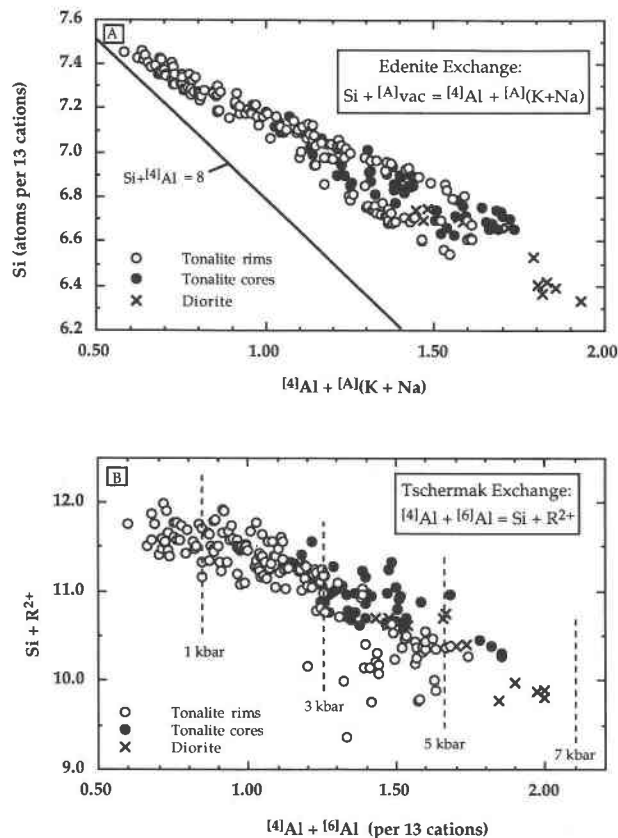 A
Edenite Exchange:
Si + [A]vac = [4]Al + [A](K+Na)
7.6
7.4
7.2
7.0
6.8
6.6
6.4
6.2
Si (atoms per 13 cations)
Si+[4]Al = 8
Tonalite rims
Tonalite cores
Diorite
0.50
1.00
1.50
2.00
[4]Al + [A](K + Na)
B
Tschermak Exchange:
[4]Al + [6]Al = Si + R2+
12.0
11.0
10.0
9.0
Si + R2+
1 kbar
3 kbar
5 kbar
7 kbar
Tonalite rims
Tonalite cores
Diorite
0.50
1.00
1.50
2.00
[4]Al + [6]Al (per 13 cations)